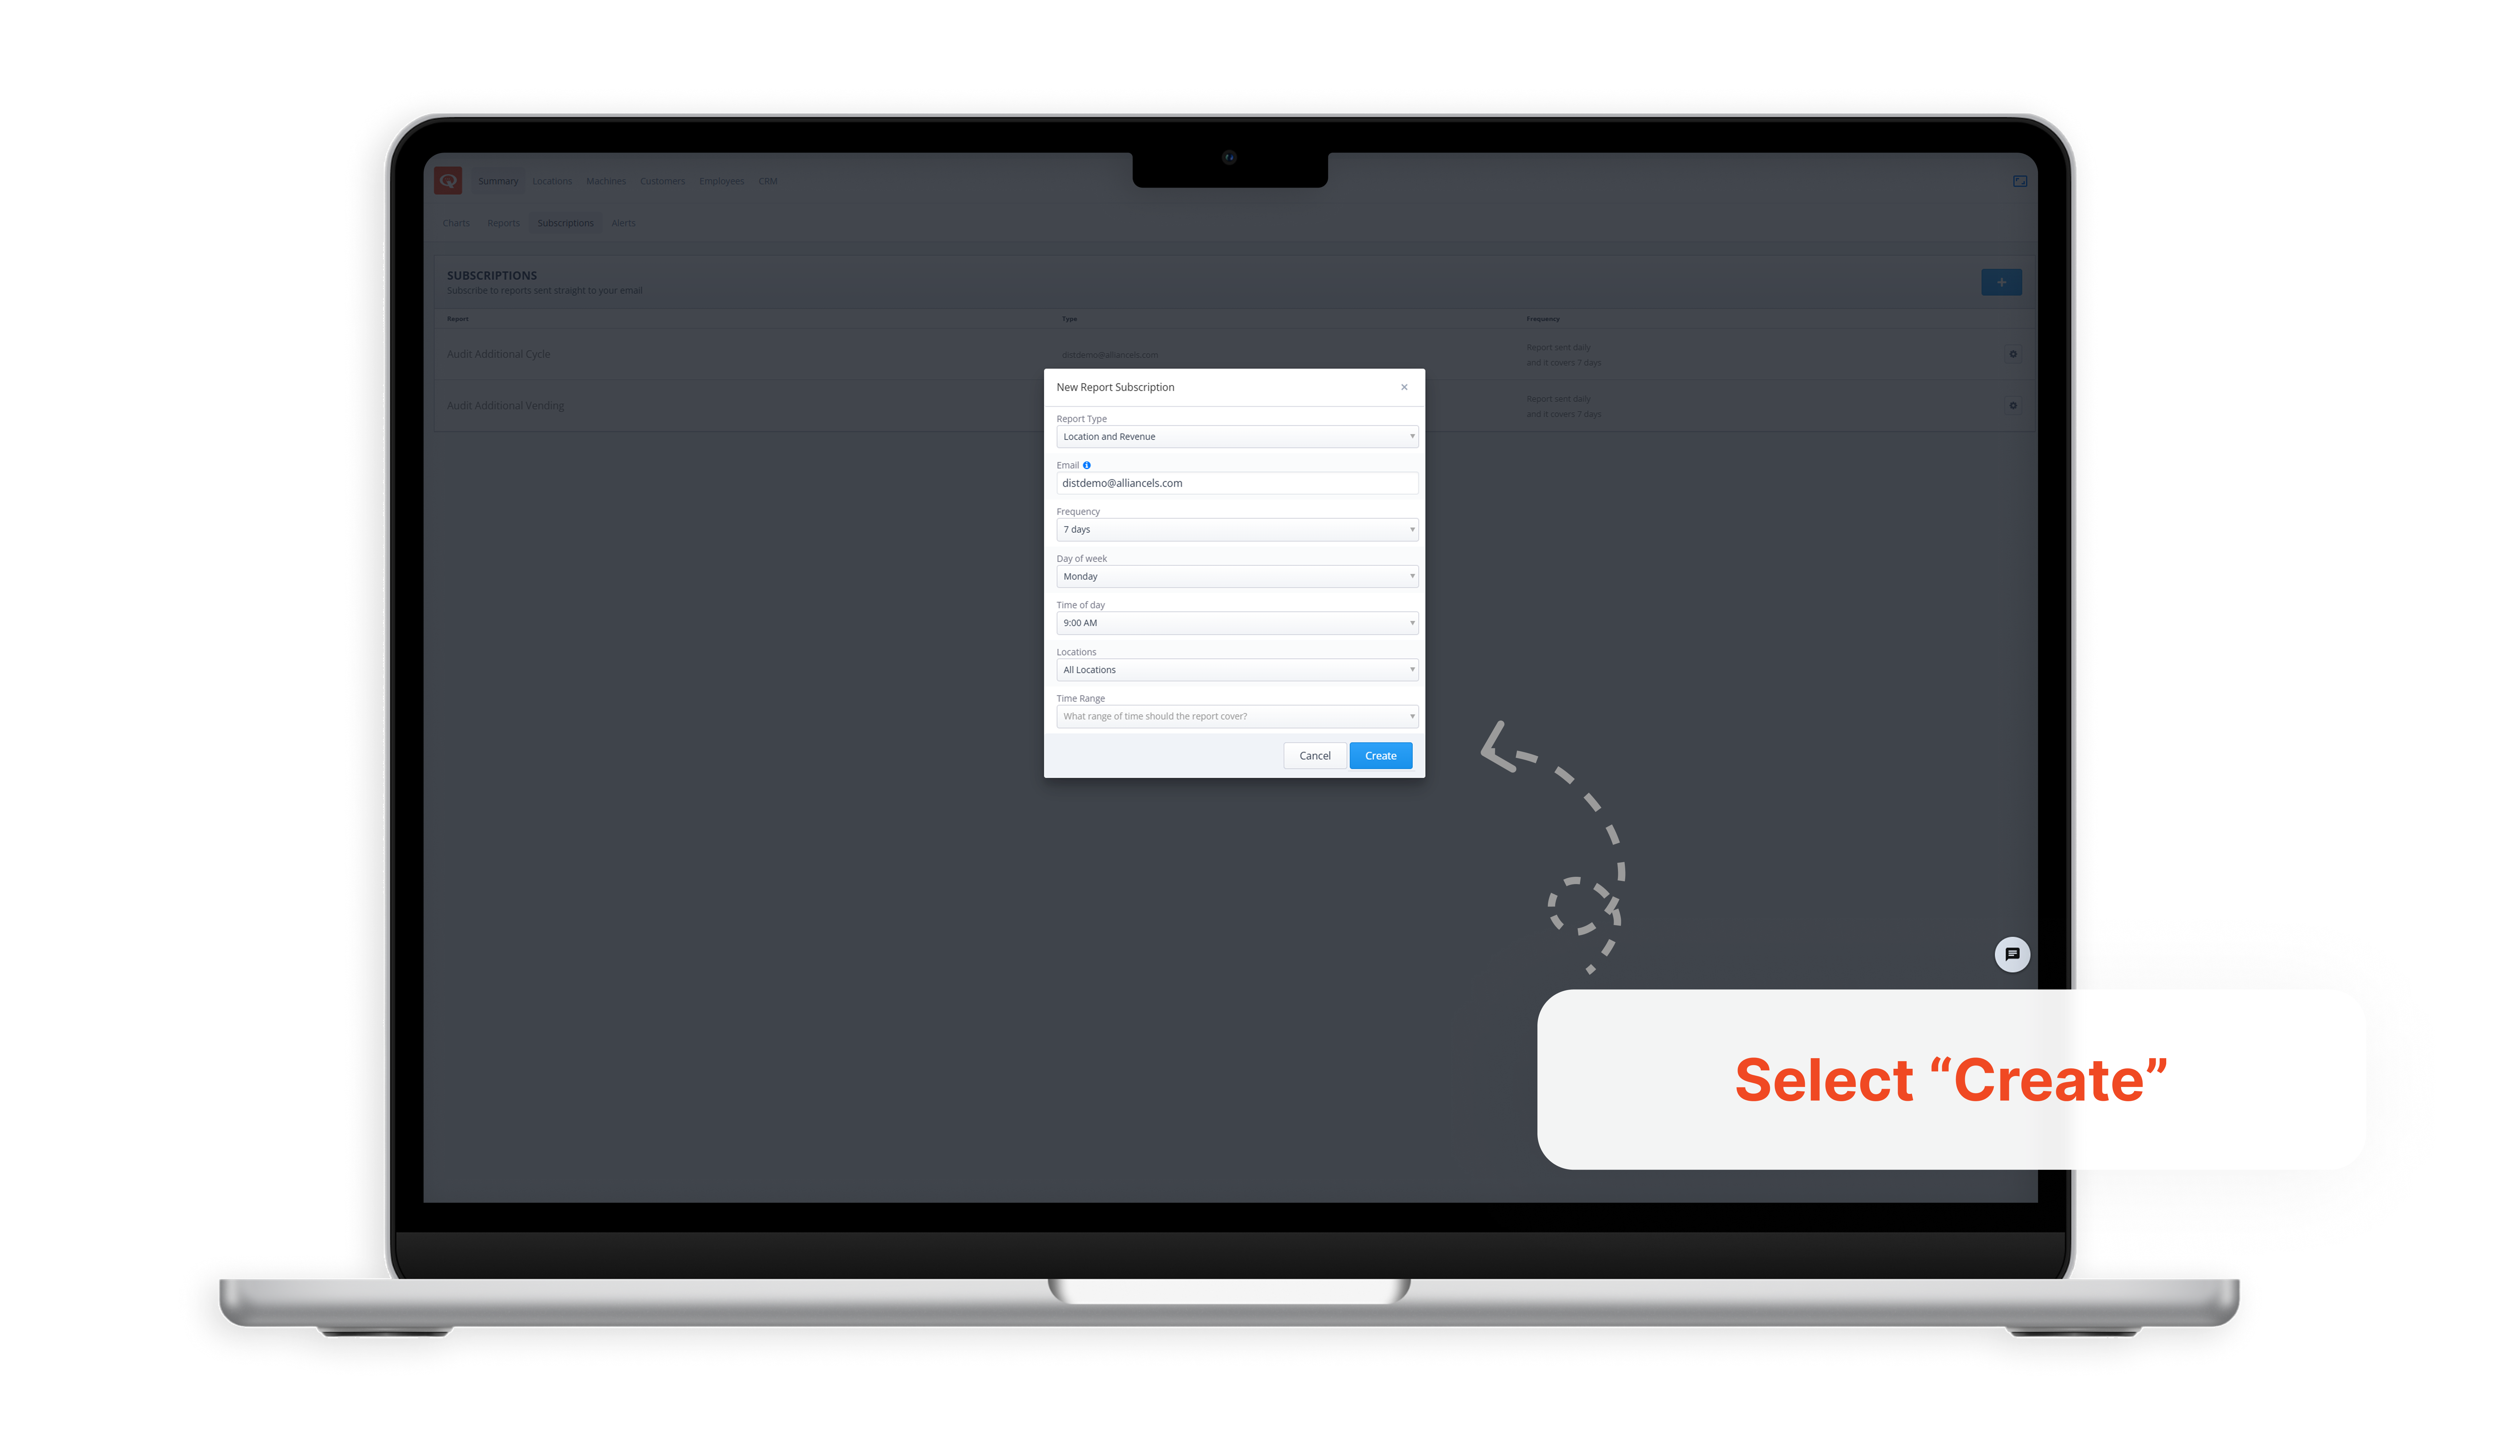 Summary Locations Machines Customers Employees CRM
Charts Reports Subscriptions Alerts
SUBSCRIPTIONS
Subscribe to reports sent straight to your email
+
Report Type Frequency
Audit Additional Cycle
distdemo@alliancels.com
Report sent daily
and it covers 7 days
Audit Additional Vending
Report sent daily
and it covers 7 days
New Report Subscription
×
Report Type
Location and Revenue
Email
distdemo@alliancels.com
Frequency
7 days
Day of week
Monday
Time of day
9:00 AM
Locations
All Locations
Time Range
What range of time should the report cover?
Cancel Create
Select “Create”